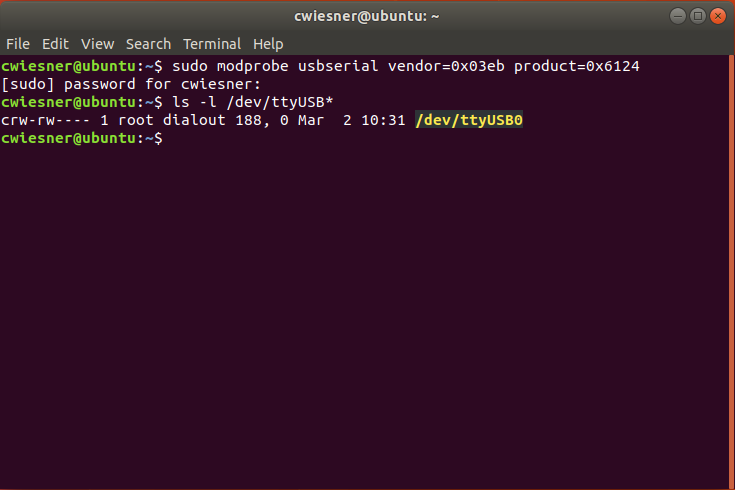 cwiesner@ubuntu: ~
File Edit View Search Terminal Help
cwiesner@ubuntu:~$ sudo modprobe usbserial vendor=0x03eb product=0x6124
[sudo] password for cwiesner:
cwiesner@ubuntu:~$ ls -l /dev/ttyUSB*
crw-rw---- 1 root dialout 188, 0 Mar  2 10:31 /dev/ttyUSB0
cwiesner@ubuntu:~$